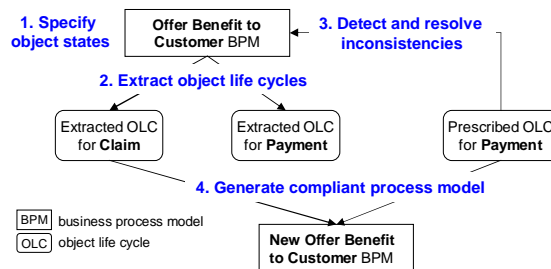 1. Specify
object states
Offer Benefit to
Customer BPM
3. Detect and resolve
inconsistencies
2. Extract object life cycles
Extracted OLC
for Claim
Extracted OLC
for Payment
Prescribed OLC
for Payment
4. Generate compliant process model
BPM business process model
OLC object life cycle
New Offer Benefit
to Customer BPM